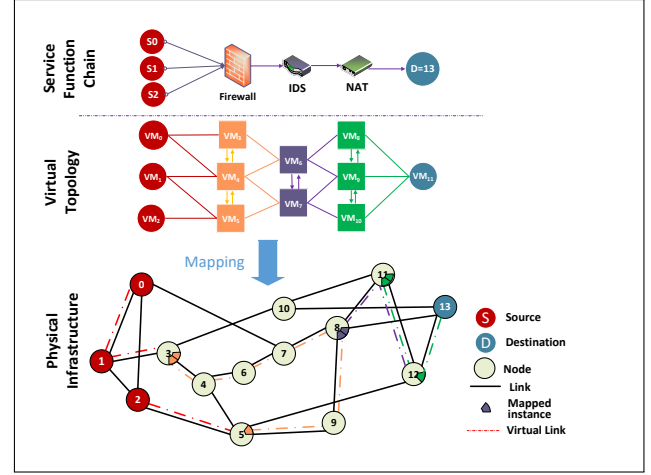 Service
Function
Chain
S0
S1
S2
Firewall
IDS
NAT
D=13
Virtual
Topology
VM0
VM1
VM2
VM3
VM4
VM5
VM6
VM7
VM8
VM9
VM10
VM11
Mapping
Physical
Infrastructure
0
1
2
3
4
5
6
7
8
9
10
11
12
13
S Source
D Destination
Node
Link
Mapped
instance
Virtual Link